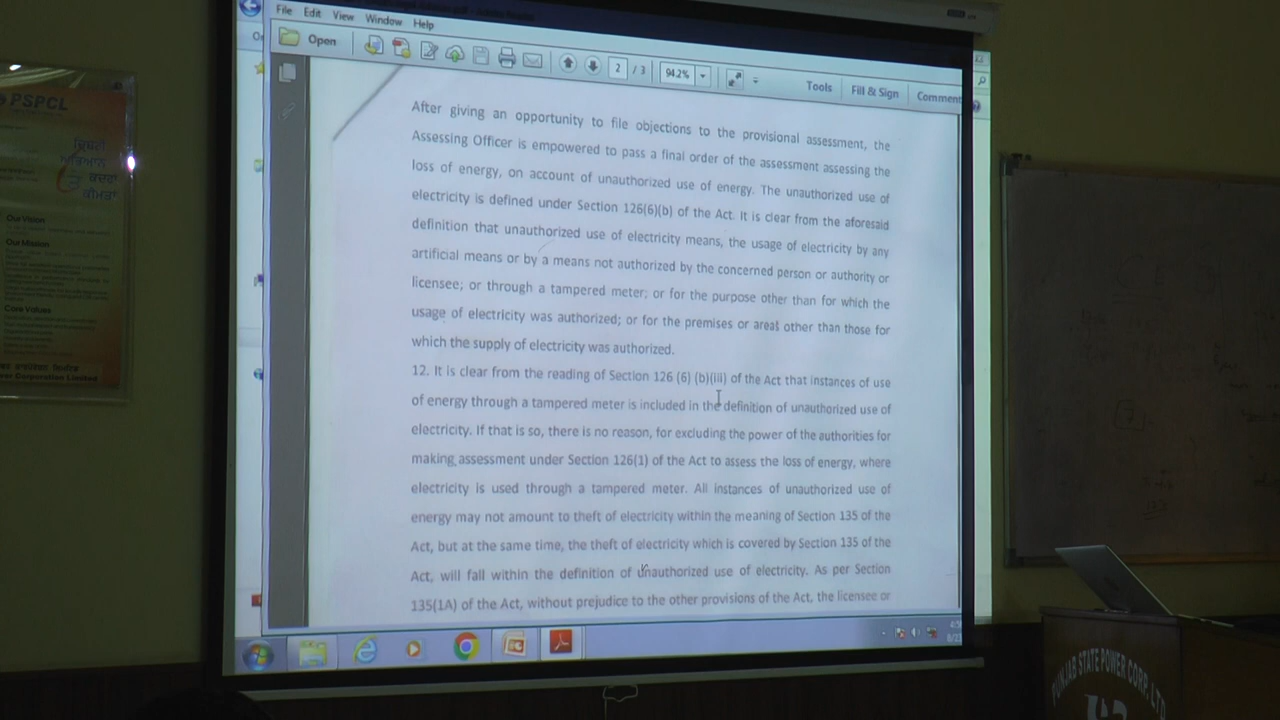 File Edit View Window Help
Open
2 / 3
94.2%
Tools
Fill & Sign
Comment
After giving an opportunity to file objections to the provisional assessment, the
Assessing Officer is empowered to pass a final order of the assessment assessing the
loss of energy, on account of unauthorized use of energy. The unauthorized use of
electricity is defined under Section 126(6)(b) of the Act. It is clear from the aforesaid
definition that unauthorized use of electricity means, the usage of electricity by any
artificial means or by a means not authorized by the concerned person or authority or
licensee; or through a tampered meter; or for the purpose other than for which the
usage of electricity was authorized; or for the premises or areas other than those for
which the supply of electricity was authorized.
12. It is clear from the reading of Section 126 (6) (b)(iii) of the Act that instances of use
of energy through a tampered meter is included in the definition of unauthorized use of
electricity. If that is so, there is no reason, for excluding the power of the authorities for
making assessment under Section 126(1) of the Act to assess the loss of energy, where
electricity is used through a tampered meter. All instances of unauthorized use of
energy may not amount to theft of electricity within the meaning of Section 135 of the
Act, but at the same time, the theft of electricity which is covered by Section 135 of the
Act, will fall within the definition of unauthorized use of electricity. As per Section
135(1A) of the Act, without prejudice to the other provisions of the Act, the licensee or
PSPCL
Our Vision
Our Mission
Core Values
Corporation Limited
PUNJAB STATE POWER CORP. LTD